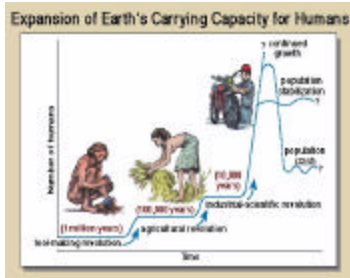 Expansion of Earth's Carrying Capacity for Humans
? continued
growth
population
stabilization
?
population
crash
?
Number of humans
(10,000
years)
(100,000 years)
(1 million years)
industrial-scientific revolution
agricultural revolution
tool-making revolution
Time